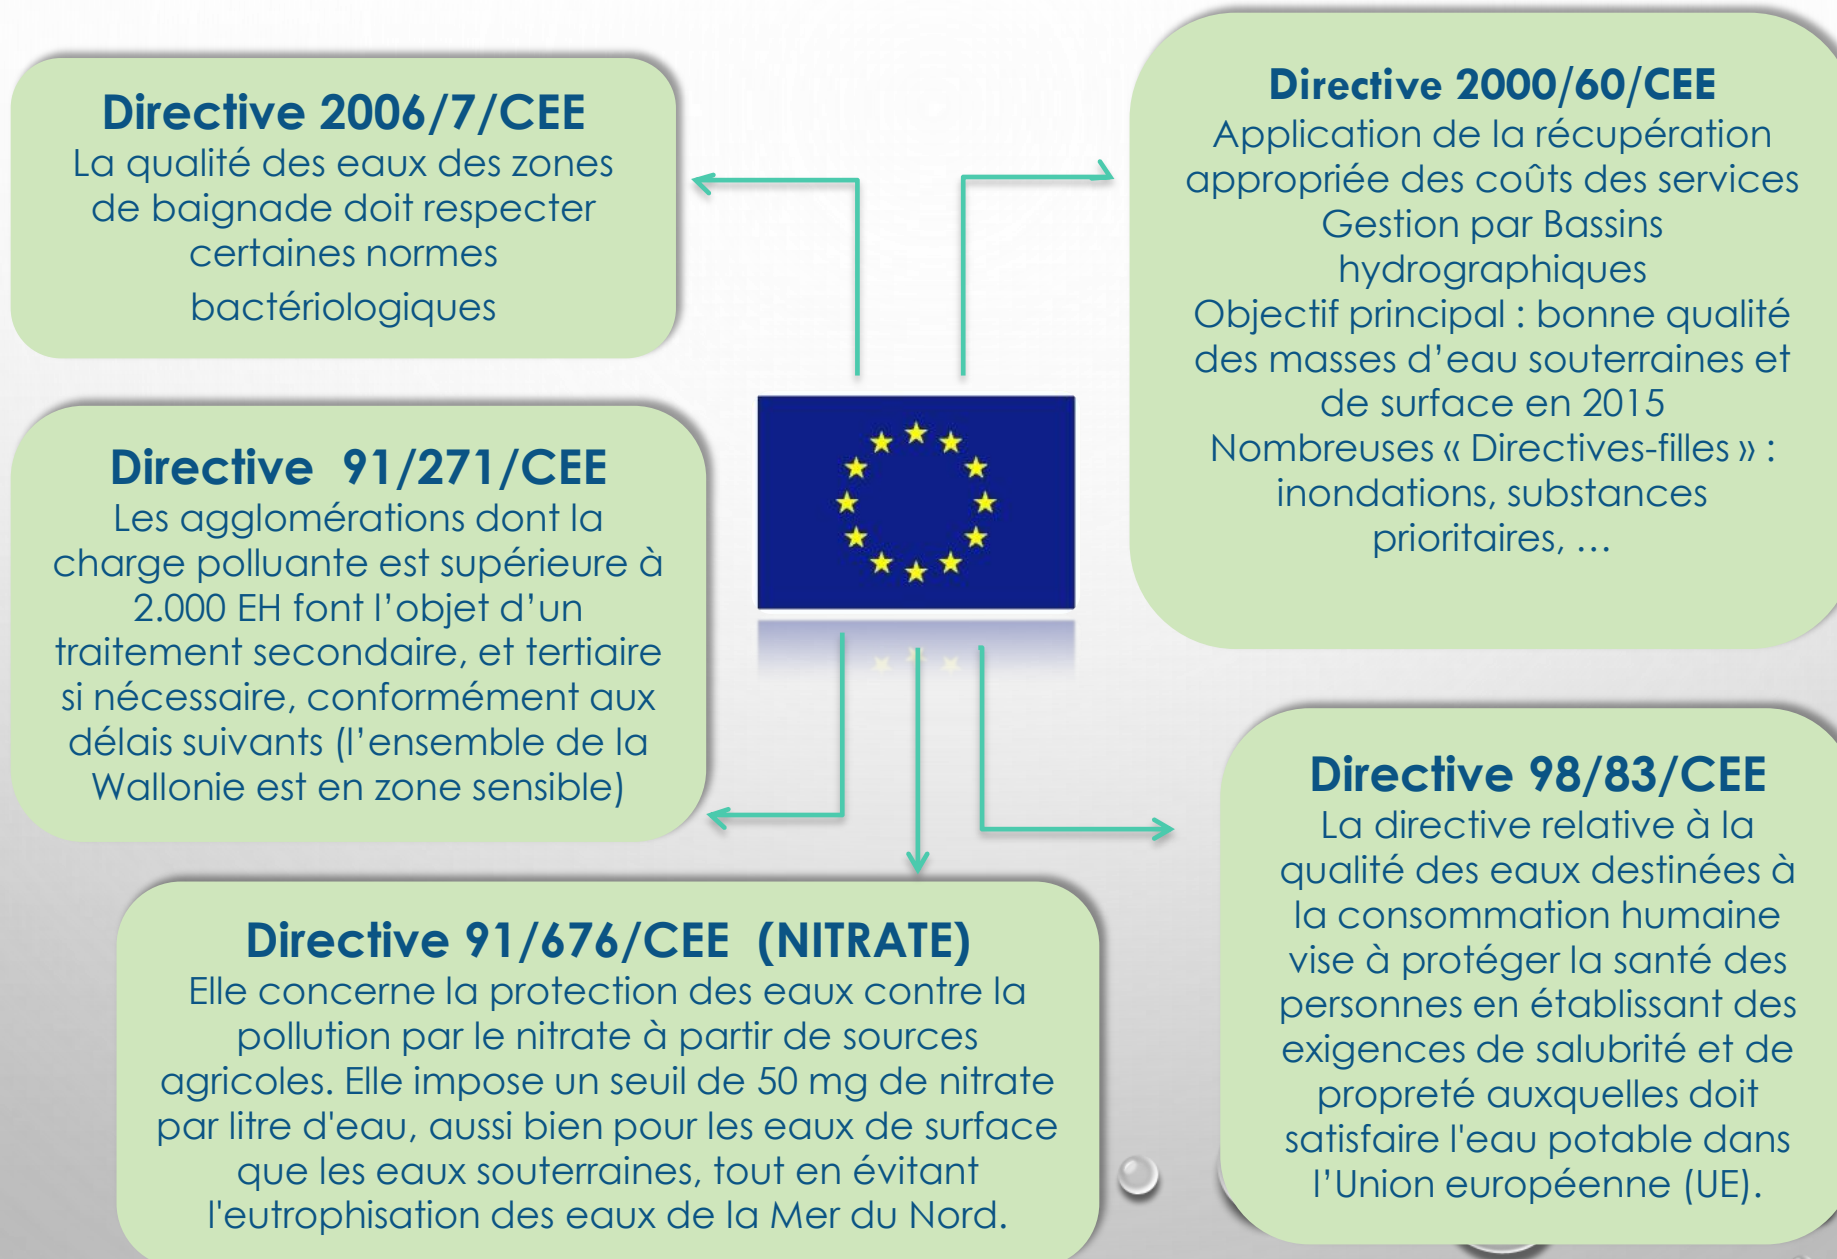 Directive 2006/7/CEE
La qualité des eaux des zones
de baignade doit respecter
certaines normes
bactériologiques
Directive 2000/60/CEE
Application de la récupération
appropriée des coûts des services
Gestion par Bassins
hydrographiques
Objectif principal : bonne qualité
des masses d’eau souterraines et
de surface en 2015
Nombreuses « Directives-filles » :
inondations, substances
prioritaires, …
Directive 91/271/CEE
Les agglomérations dont la
charge polluante est supérieure à
2.000 EH font l’objet d’un
traitement secondaire, et tertiaire
si nécessaire, conformément aux
délais suivants (l’ensemble de la
Wallonie est en zone sensible)
Directive 98/83/CEE
La directive relative à la
qualité des eaux destinées à
la consommation humaine
vise à protéger la santé des
personnes en établissant des
exigences de salubrité et de
propreté auxquelles doit
satisfaire l'eau potable dans
l’Union européenne (UE).
Directive 91/676/CEE (NITRATE)
Elle concerne la protection des eaux contre la
pollution par le nitrate à partir de sources
agricoles. Elle impose un seuil de 50 mg de nitrate
par litre d'eau, aussi bien pour les eaux de surface
que les eaux souterraines, tout en évitant
l'eutrophisation des eaux de la Mer du Nord.